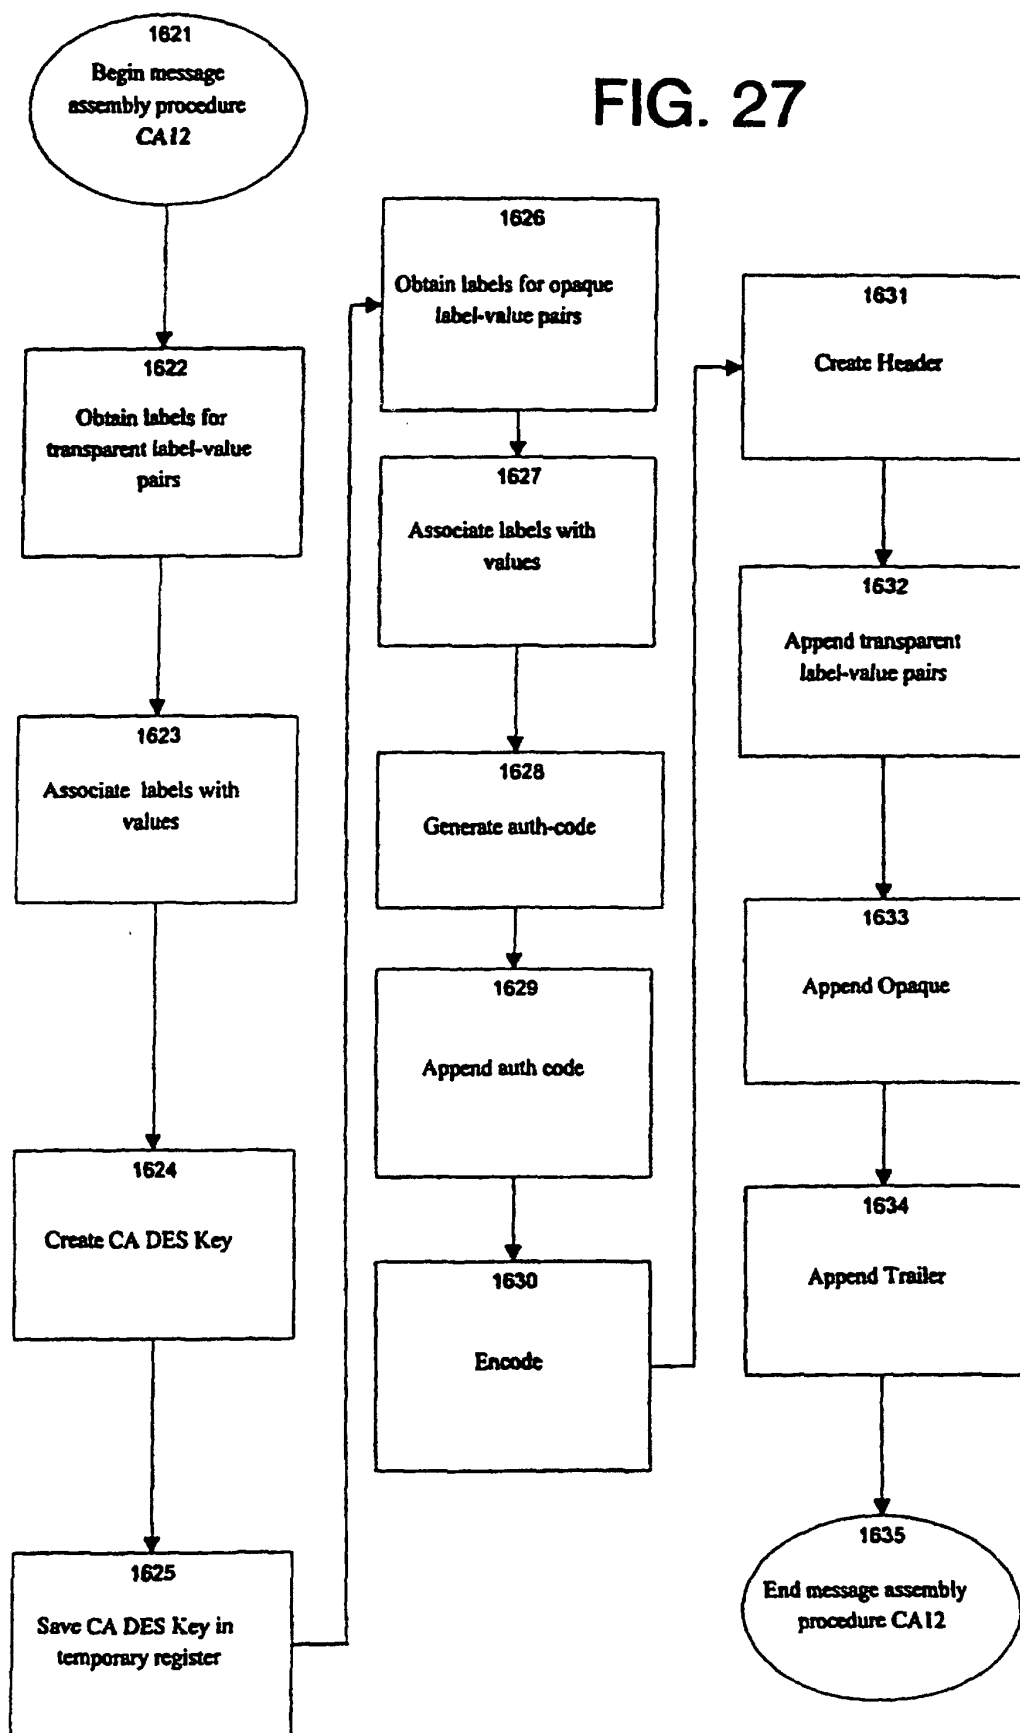 FIG. 27
1621
Begin message
assembly procedure
CA12
1622
Obtain labels for
transparent label-value
pairs
1623
Associate labels with
values
1624
Create CA DES Key
1625
Save CA DES Key in
temporary register
1626
Obtain labels for opaque
label-value pairs
1627
Associate labels with
values
1628
Generate auth-code
1629
Append auth code
1630
Encode
1631
Create Header
1632
Append transparent
label-value pairs
1633
Append Opaque
1634
Append Trailer
1635
End message assembly
procedure CA12